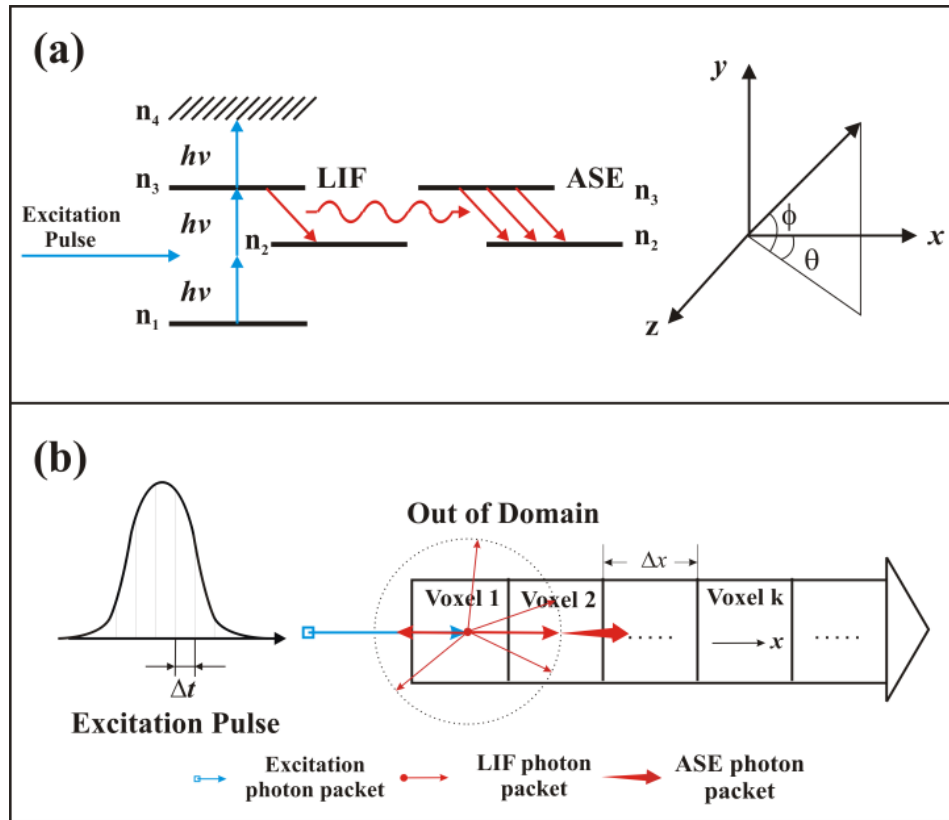 (a)
n₄
hν
n₃
LIF
ASE
n₃
Excitation
Pulse
hν
n₂
n₂
hν
n₁
y
ϕ
x
θ
z
(b)
Out of Domain
Δx
Voxel 1
Voxel 2
Voxel k
.....
x
.....
Δt
Excitation Pulse
Excitation
photon packet
LIF photon
packet
ASE photon
packet